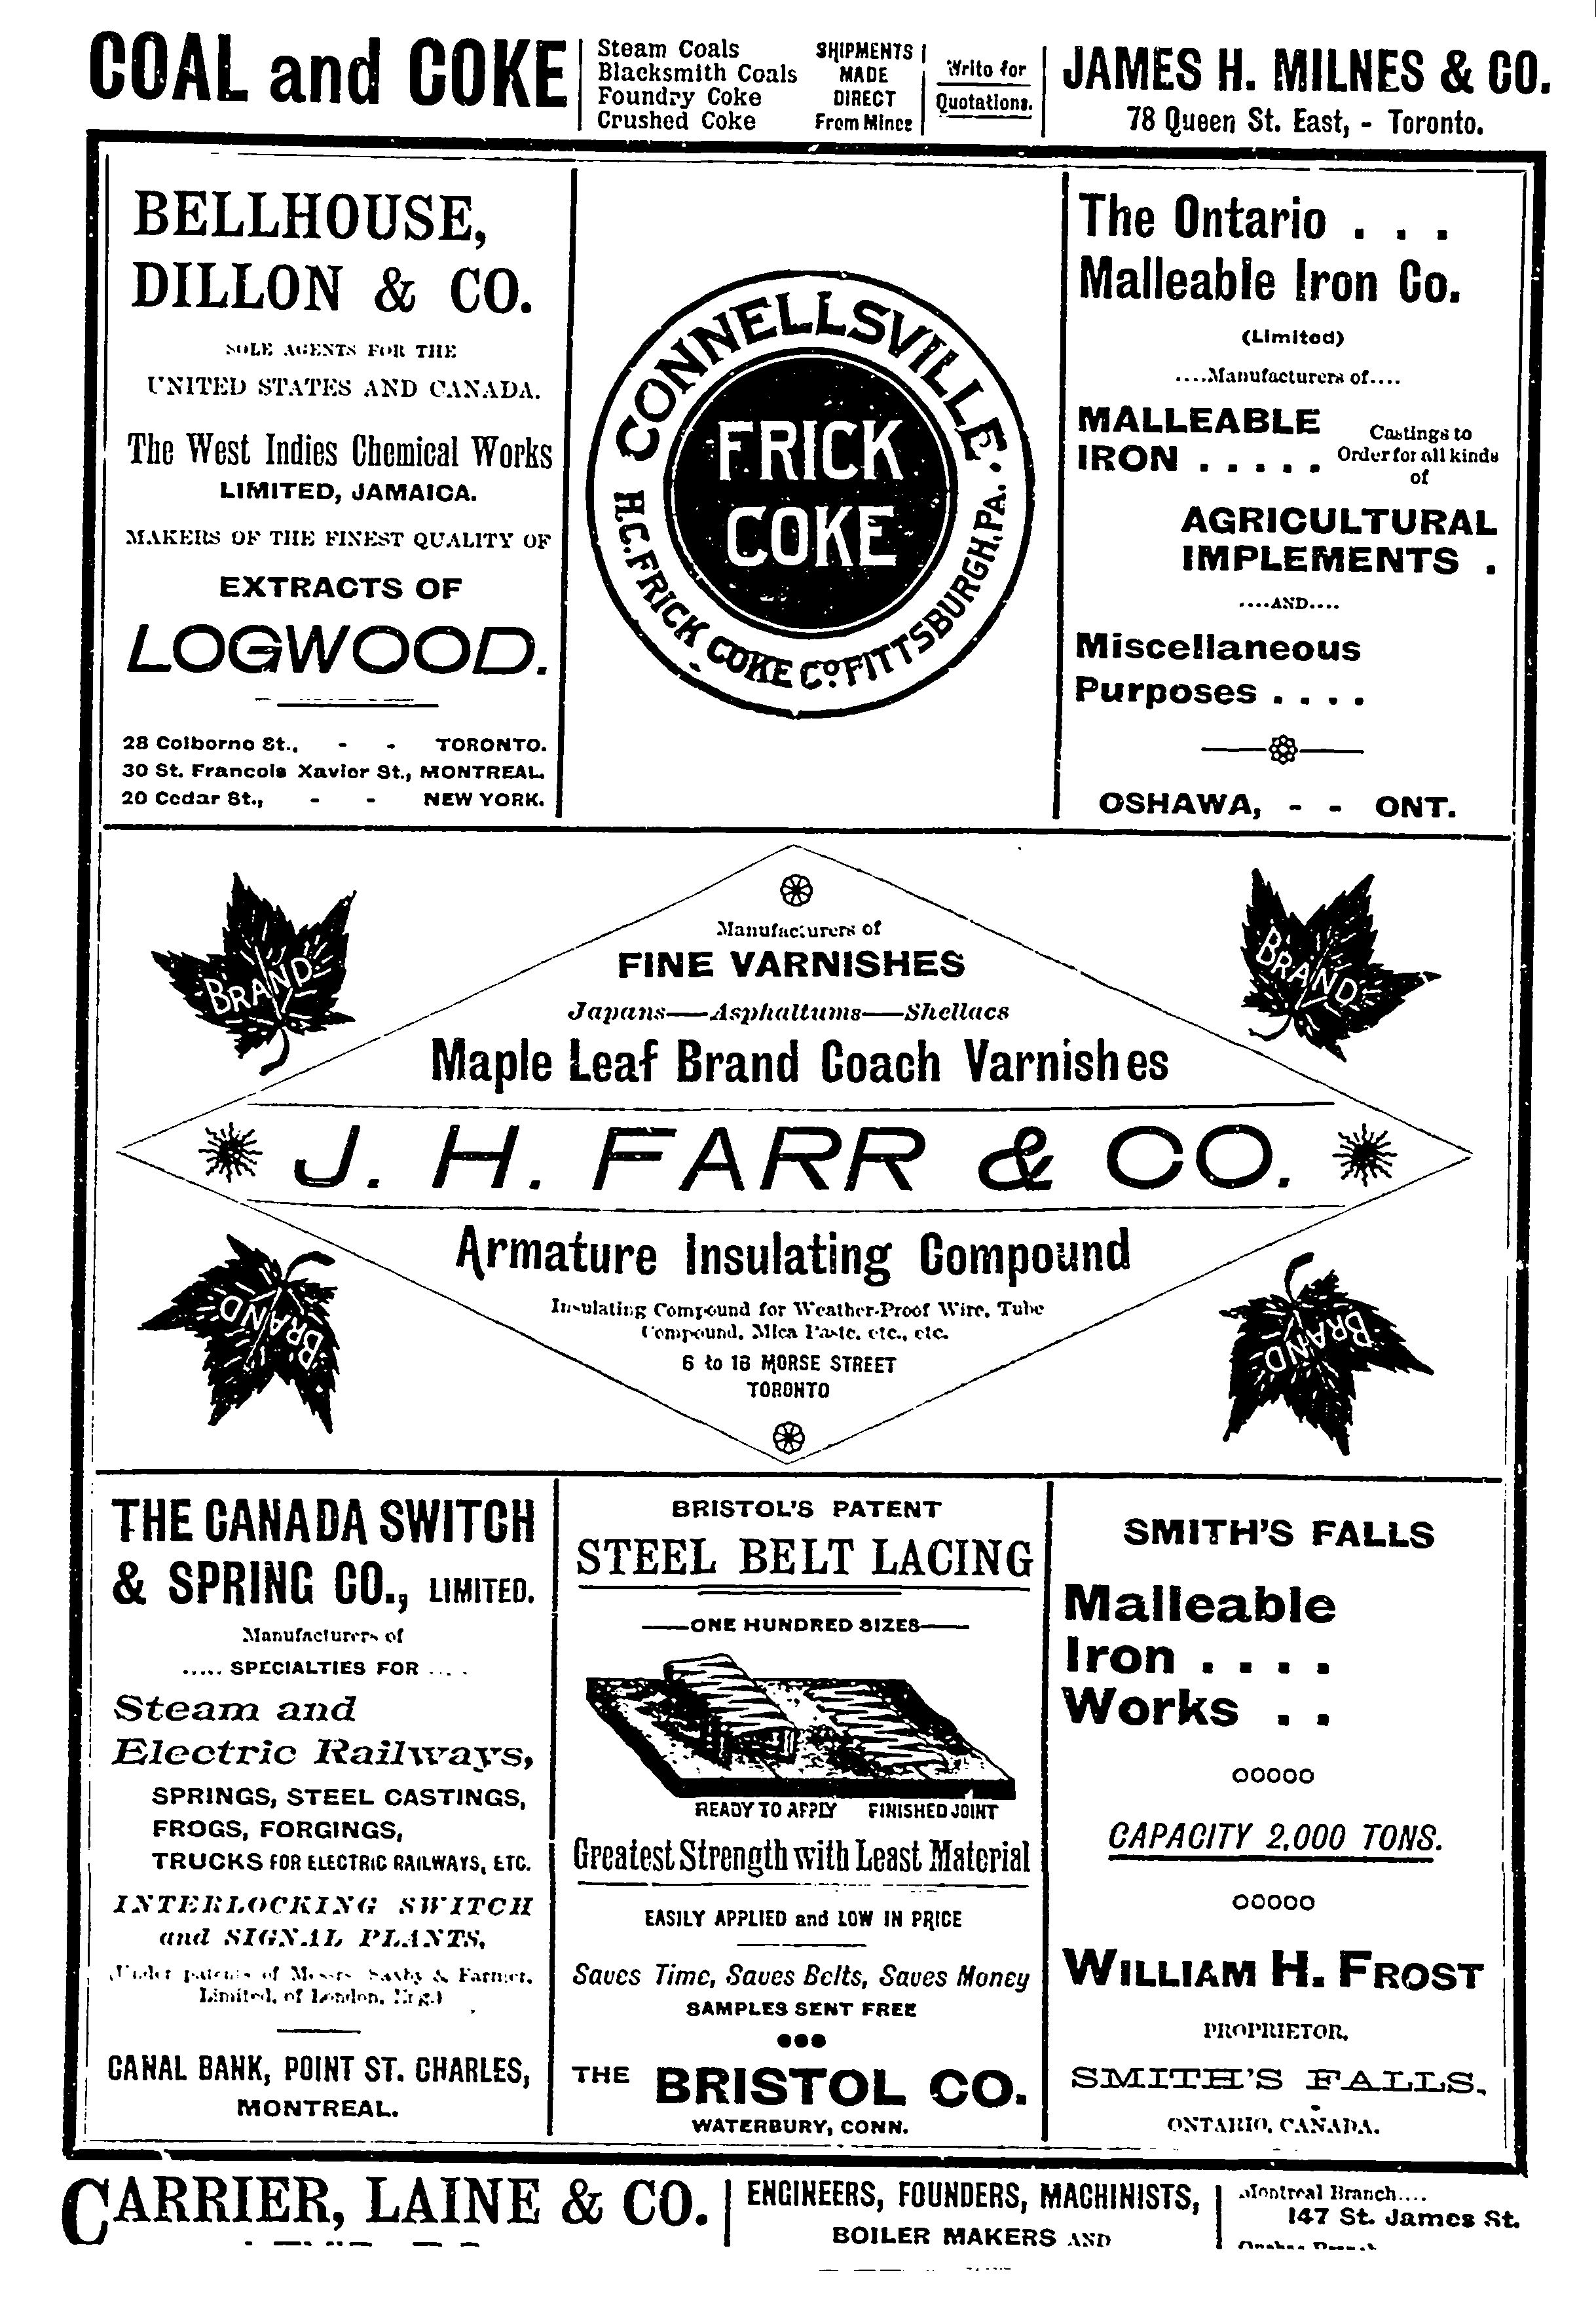 COAL and COKE
Steam Coals
Blacksmith Coals
Foundry Coke
Crushed Coke
SHIPMENTS
MADE
DIRECT
From Mines
Write for
Quotations.
JAMES H. MILNES & CO.
78 Queen St. East, - Toronto.
BELLHOUSE,
DILLON & CO.
SOLE AGENTS FOR THE
UNITED STATES AND CANADA.
The West Indies Chemical Works
LIMITED, JAMAICA.
MAKERS OF THE FINEST QUALITY OF
EXTRACTS OF
LOGWOOD.
28 Colborne St., - - TORONTO.
30 St. Francois Xavior St., MONTREAL.
20 Cedar St., - - NEW YORK.
CONNELLSVILLE.
FRICK
COKE
H.C. FRICK COKE CO. PITTSBURGH, PA.
The Ontario . . .
Malleable Iron Co.
(Limited)
....Manufacturers of....
MALLEABLE
IRON . . . . .
Castings to
Order for all kinds
of
AGRICULTURAL
IMPLEMENTS .
....AND....
Miscellaneous
Purposes . . . .
OSHAWA, - - ONT.
BRAND
BRAND
Manufacturers of
FINE VARNISHES
Japans—Asphaltums—Shellacs
Maple Leaf Brand Coach Varnishes
J. H. FARR & CO.
Armature Insulating Compound
Insulating Compound for Weather-Proof Wire, Tube
Compound, Mica Paste, etc., etc.
6 to 18 MORSE STREET
TORONTO
BRAND
BRAND
THE CANADA SWITCH
& SPRING CO., LIMITED.
Manufacturers of
..... SPECIALTIES FOR .. . .
Steam and
Electric Railways,
SPRINGS, STEEL CASTINGS,
FROGS, FORGINGS,
TRUCKS FOR ELECTRIC RAILWAYS, ETC.
INTERLOCKING SWITCH
and SIGNAL PLANTS,
(Under patents of Messrs. Saxby & Farmer,
Limited, of London, Eng.)
CANAL BANK, POINT ST. CHARLES,
MONTREAL.
BRISTOL'S PATENT
STEEL BELT LACING
—ONE HUNDRED SIZES—
READY TO APPLY FINISHED JOINT
Greatest Strength with Least Material
EASILY APPLIED and LOW IN PRICE
Saves Time, Saves Belts, Saves Money
SAMPLES SENT FREE
THE BRISTOL CO.
WATERBURY, CONN.
SMITH'S FALLS
Malleable
Iron . . . .
Works . .
ooooo
CAPACITY 2,000 TONS.
ooooo
WILLIAM H. FROST
PROPRIETOR,
SMITH'S FALLS,
ONTARIO, CANADA.
CARRIER, LAINE & CO.
ENGINEERS, FOUNDERS, MACHINISTS,
BOILER MAKERS AND
Montreal Branch....
147 St. James St.